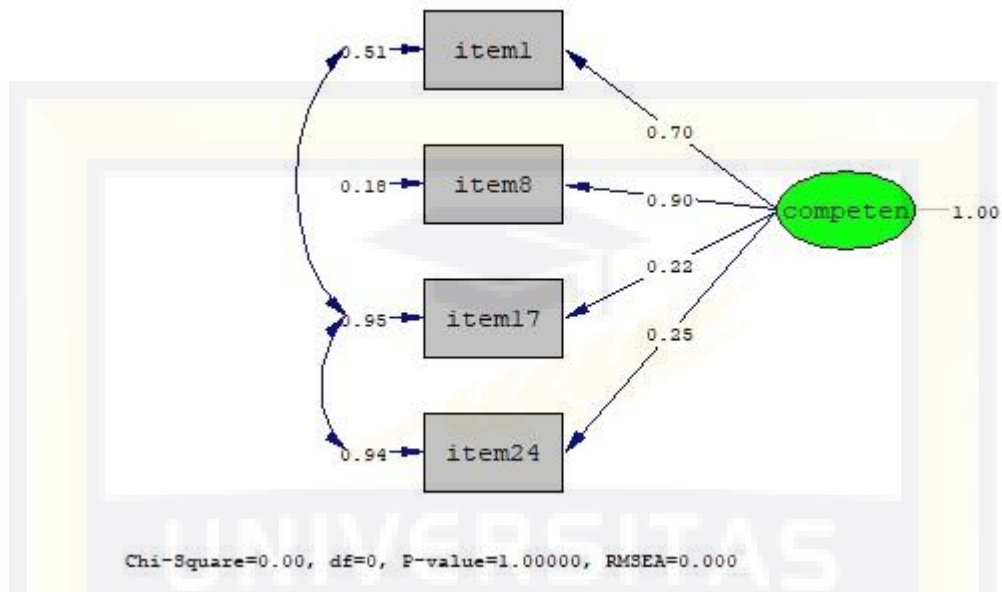 0.51 item1
0.70
0.18 item8
0.90
competen 1.00
0.22
0.95 item17
0.25
0.94 item24
UNIVERSITAS
Chi-Square=0.00, df=0, P-value=1.00000, RMSEA=0.000